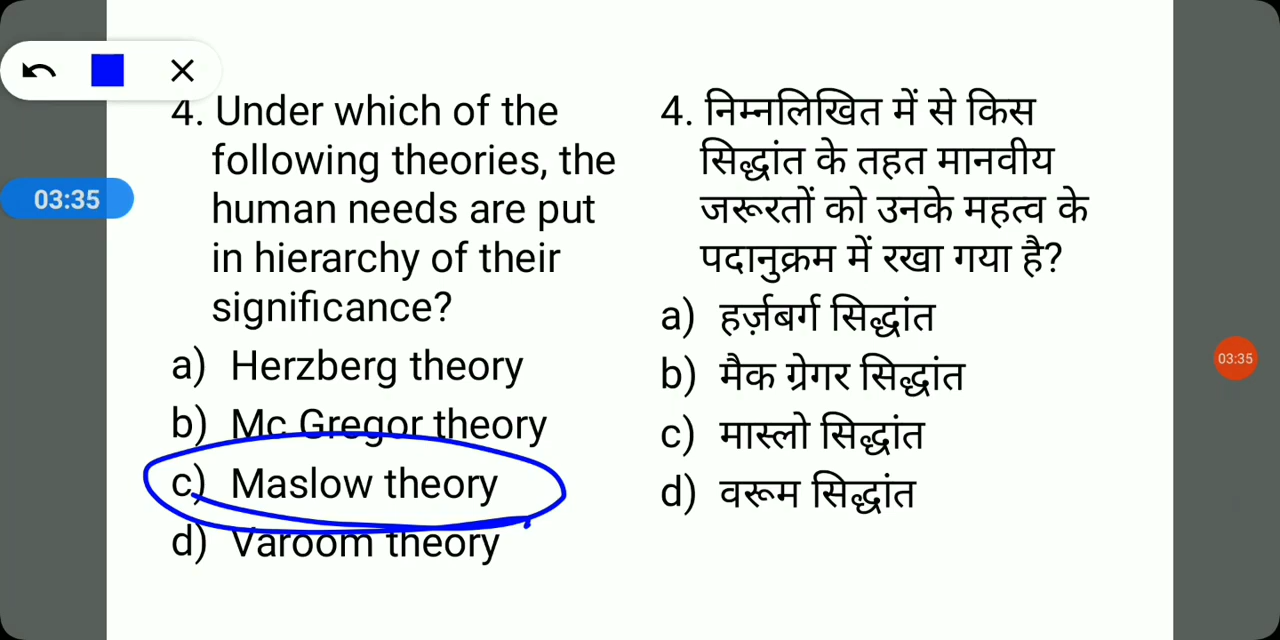 03:35
4. Under which of the
following theories, the
human needs are put
in hierarchy of their
significance?
a) Herzberg theory
b) Mc Gregor theory
c) Maslow theory
d) Varoom theory
4. निम्नलिखित में से किस
सिद्धांत के तहत मानवीय
जरूरतों को उनके महत्व के
पदानुक्रम में रखा गया है?
a) हर्ज़बर्ग सिद्धांत
b) मैक ग्रेगर सिद्धांत
c) मास्लो सिद्धांत
d) वरूम सिद्धांत
03:35